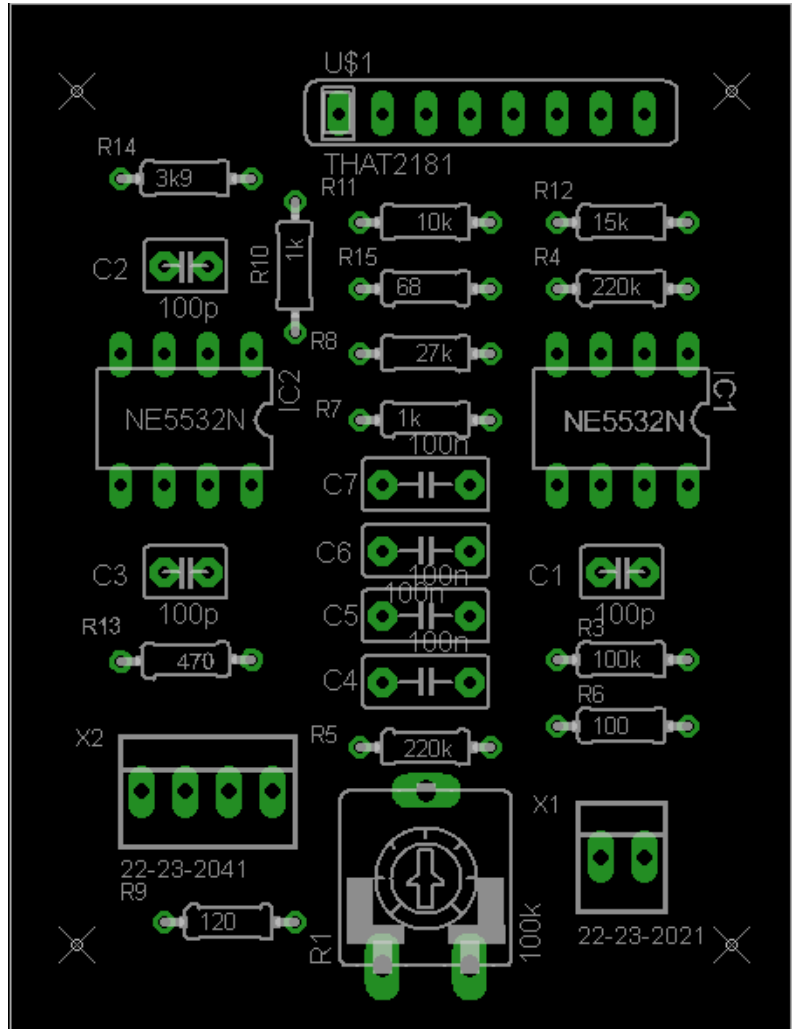 U$1
THAT2181
R14
3k9
R11
10k
R12
15k
R10
1k
C2
100p
R15
68
R4
220k
R8
27k
IC2
NE5532N
IC1
NE5532N
R7
1k
100n
C7
C6
100n
100n
C5
100n
C4
C3
100p
C1
100p
R13
470
R3
100k
R6
100
X2
22-23-2041
R5
220k
X1
22-23-2021
R9
120
R1
100k